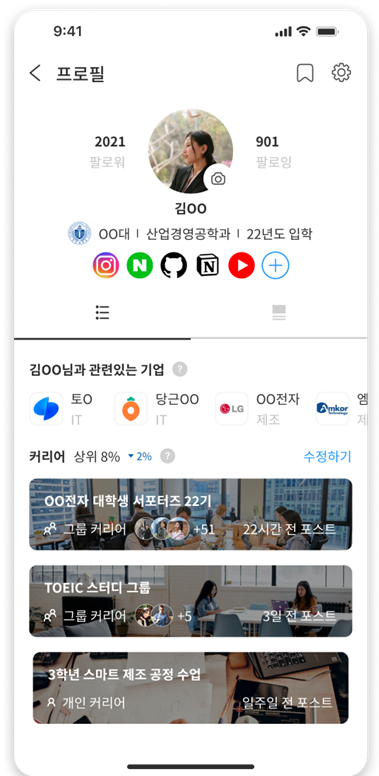 9:41
프로필
2021
팔로워
901
팔로잉
김OO
OO대 | 산업경영공학과 | 22년도 입학
김OO님과 관련있는 기업 ?
토O
IT
당근OO
IT
LG
OO전자
제조
Amkor
Technology
엠
제
커리어 상위 8% 2% ?
수정하기
OO전자 대학생 서포터즈 22기
그룹 커리어 +51 22시간 전 포스트
TOEIC 스터디 그룹
그룹 커리어 +5 3일 전 포스트
3학년 스마트 제조 공정 수업
개인 커리어 일주일 전 포스트